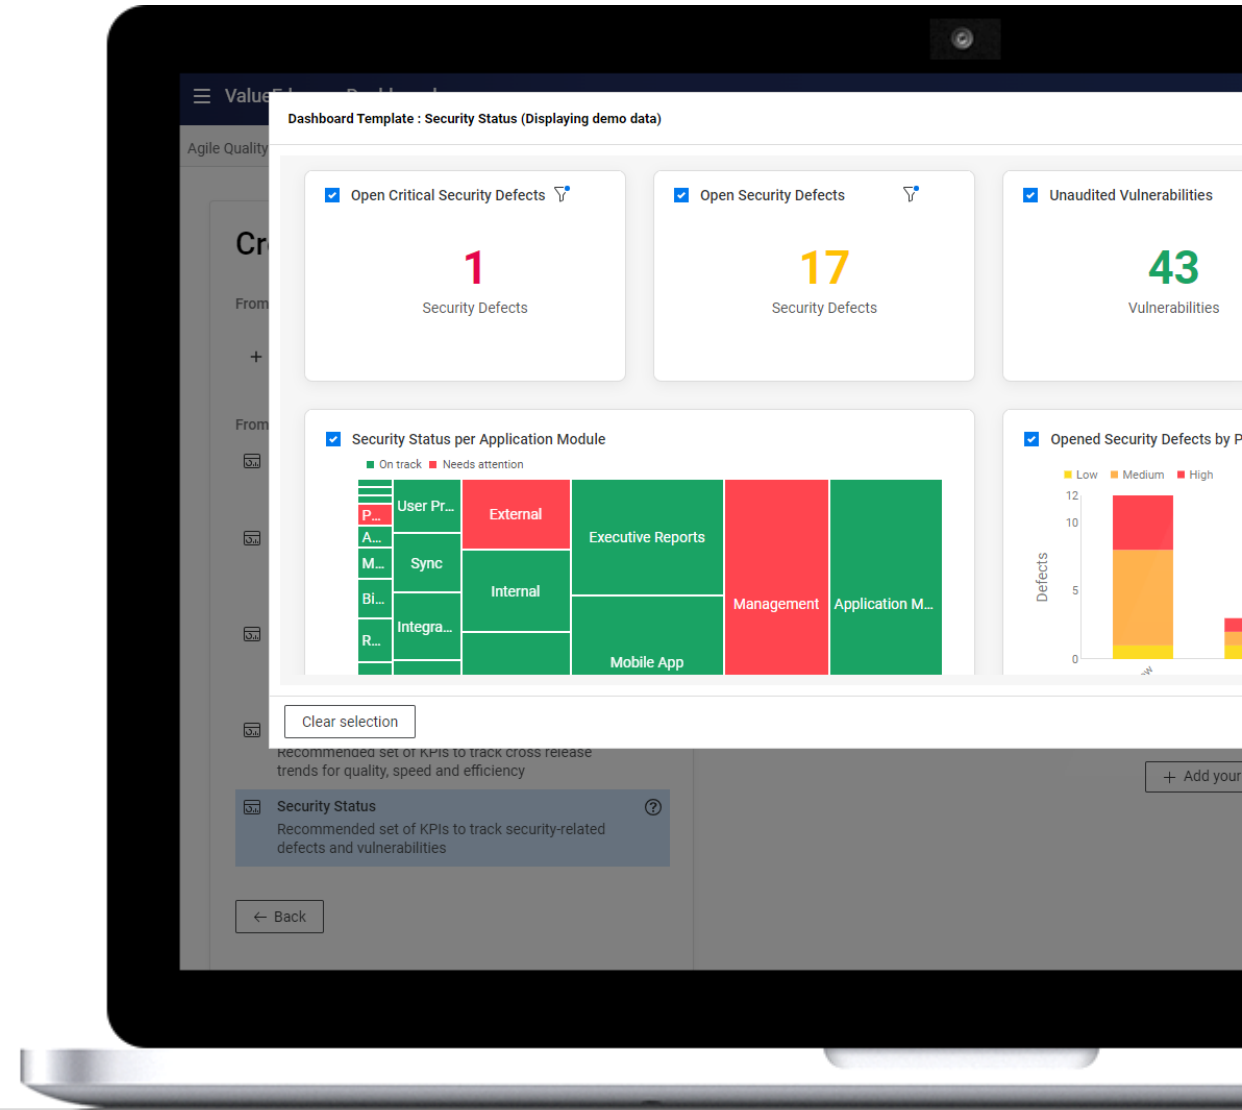 Value
Dashboard Template : Security Status (Displaying demo data)
Agile Quality
Open Critical Security Defects
Open Security Defects
Unaudited Vulnerabilities
1
17
43
Security Defects
Security Defects
Vulnerabilities
Cr
From
+
From
Security Status per Application Module
On track
Needs attention
P...
A...
M...
Bi...
R...
User Pr...
Sync
Integra...
External
Internal
Executive Reports
Mobile App
Management
Application M...
Opened Security Defects by P
Low
Medium
High
12
10
5
0
Defects
Clear selection
Recommended set of KPIs to track cross release
trends for quality, speed and efficiency
+ Add your
Security Status
Recommended set of KPIs to track security-related
defects and vulnerabilities
← Back